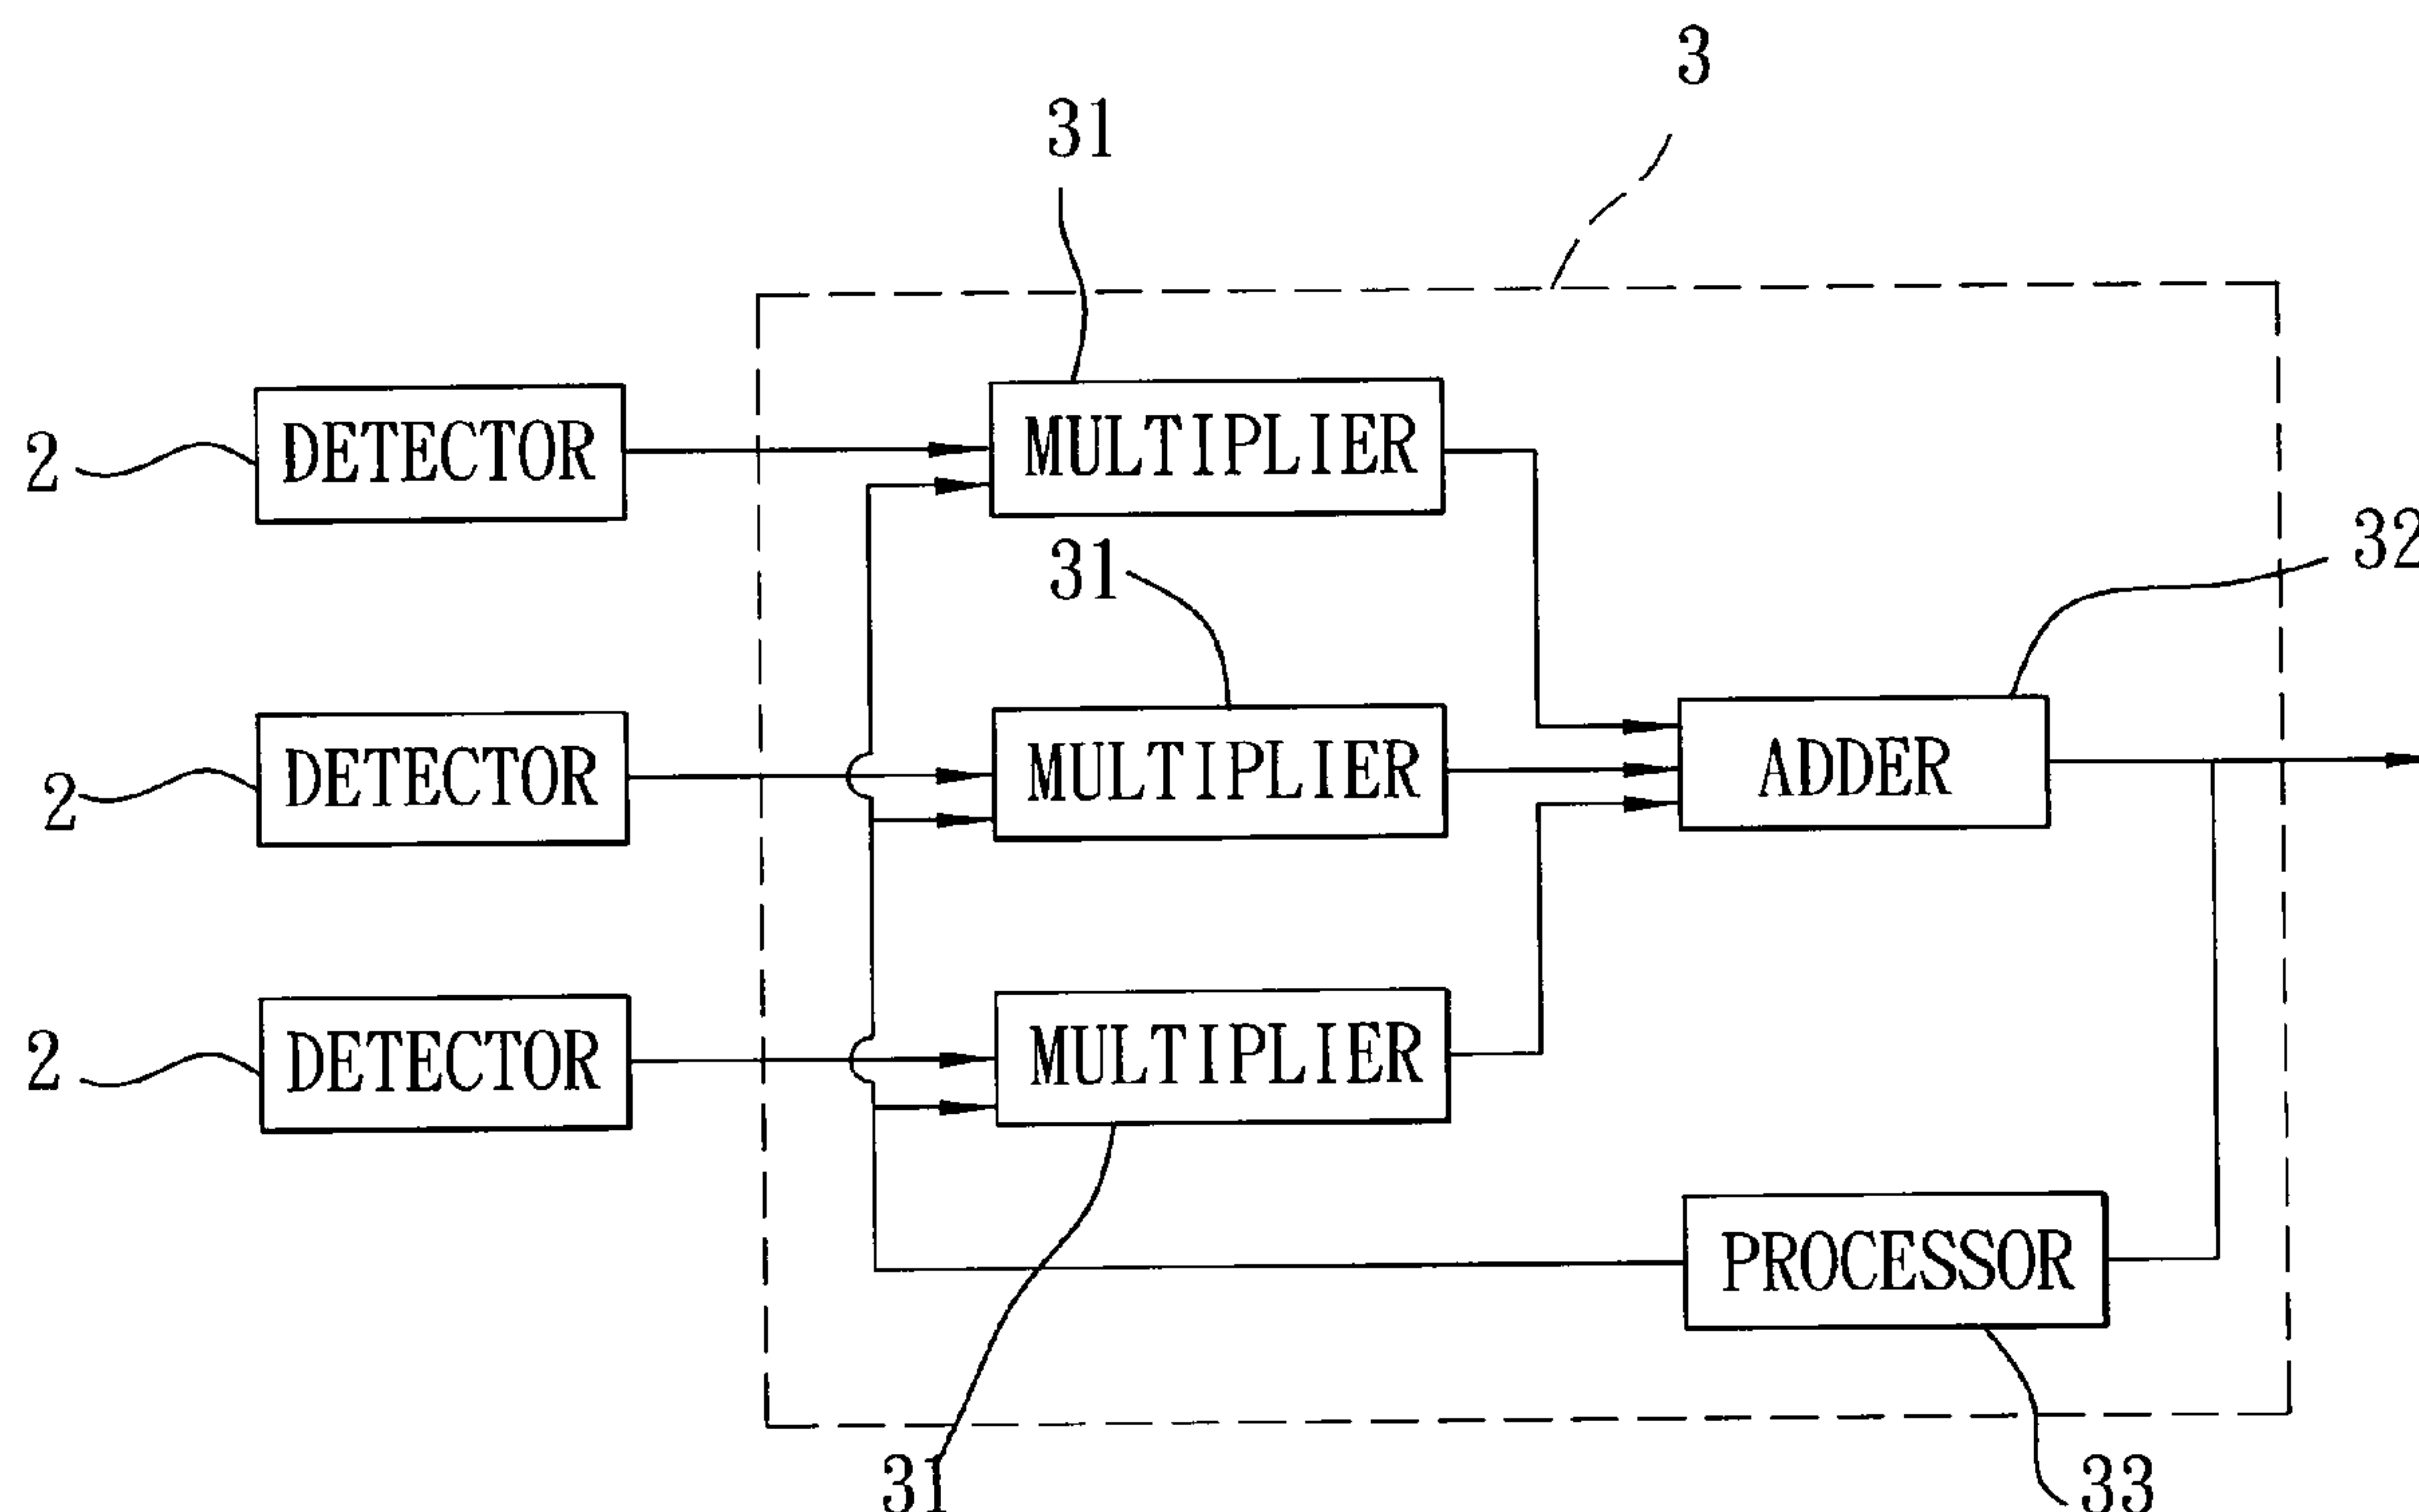 3
31
2 DETECTOR
MULTIPLIER
31
32
2 DETECTOR
MULTIPLIER
ADDER
2 DETECTOR
MULTIPLIER
PROCESSOR
31
33